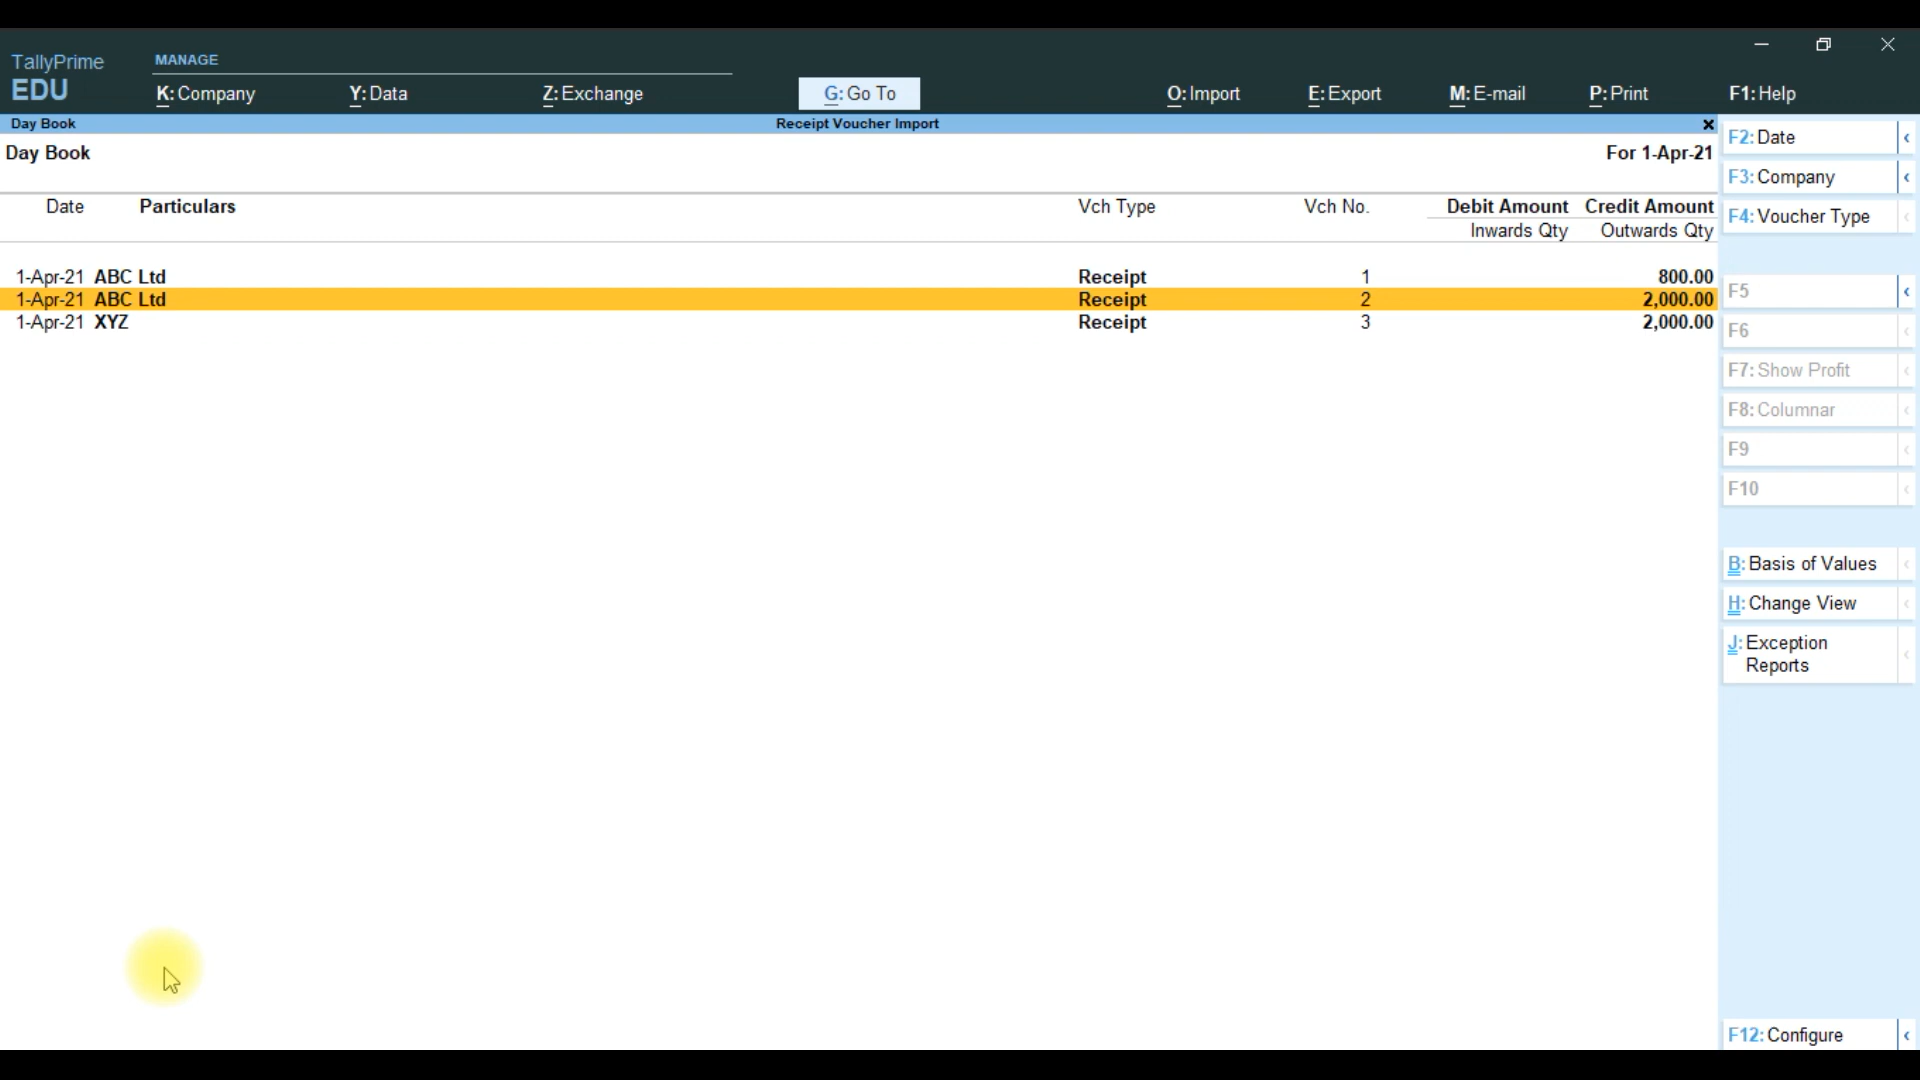 TallyPrime
EDU
MANAGE
K: Company Y: Data Z: Exchange G: Go To O: Import E: Export M: E-mail P: Print F1: Help
Day Book Receipt Voucher Import
Day Book For 1-Apr-21
Date Particulars Vch Type Vch No. Debit Amount Credit Amount
Inwards Qty Outwards Qty
1-Apr-21 ABC Ltd Receipt 1 800.00
1-Apr-21 ABC Ltd Receipt 2 2,000.00
1-Apr-21 XYZ Receipt 3 2,000.00
F2: Date
F3: Company
F4: Voucher Type
F5
F6
F7: Show Profit
F8: Columnar
F9
F10
B: Basis of Values
H: Change View
J: Exception
Reports
F12: Configure